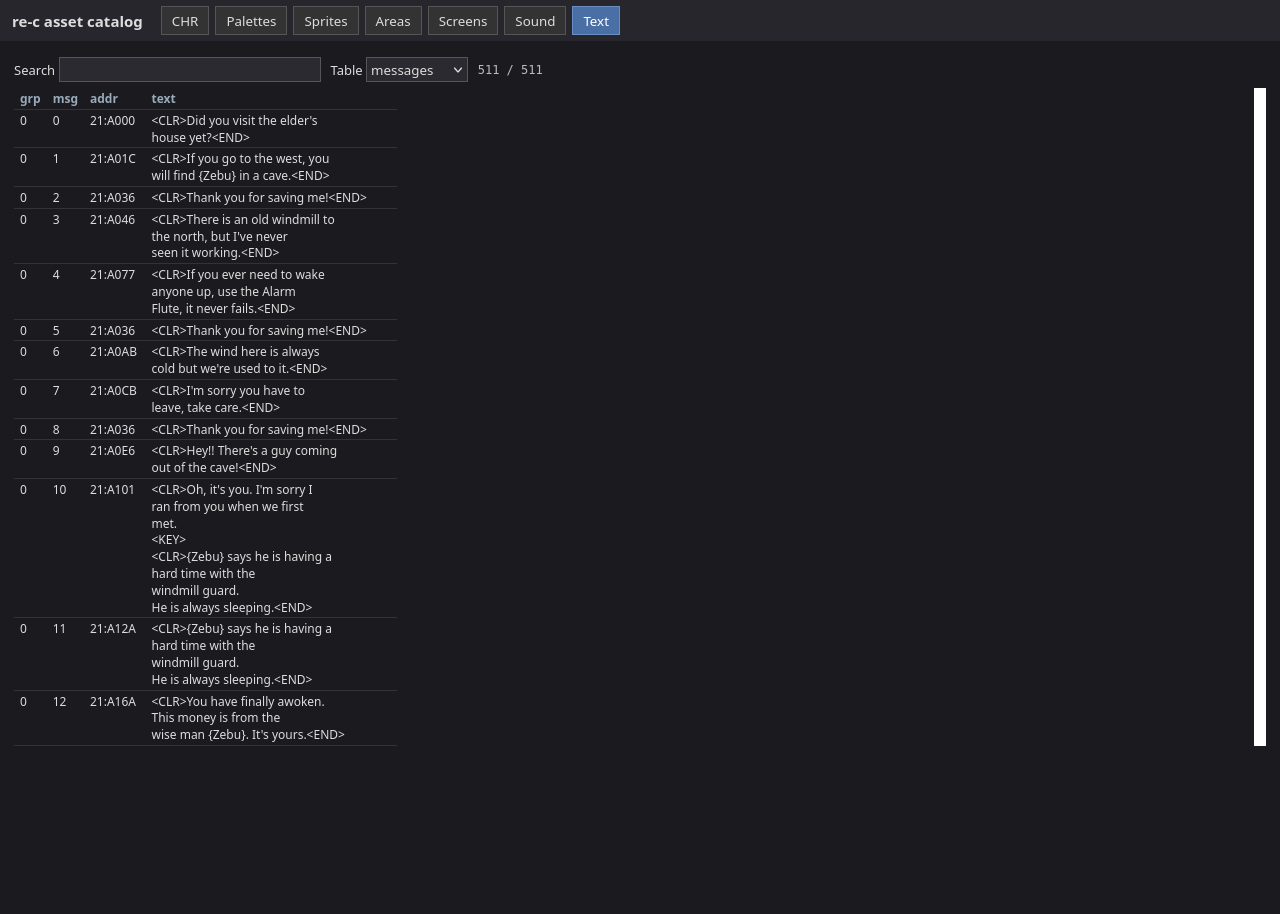 re-c asset catalog CHR Palettes Sprites Areas Screens Sound Text
Search Table messages 511 / 511
grp msg addr text
0 0 21:A000 <CLR>Did you visit the elder's
house yet?<END>
0 1 21:A01C <CLR>If you go to the west, you
will find {Zebu} in a cave.<END>
0 2 21:A036 <CLR>Thank you for saving me!<END>
0 3 21:A046 <CLR>There is an old windmill to
the north, but I've never
seen it working.<END>
0 4 21:A077 <CLR>If you ever need to wake
anyone up, use the Alarm
Flute, it never fails.<END>
0 5 21:A036 <CLR>Thank you for saving me!<END>
0 6 21:A0AB <CLR>The wind here is always
cold but we're used to it.<END>
0 7 21:A0CB <CLR>I'm sorry you have to
leave, take care.<END>
0 8 21:A036 <CLR>Thank you for saving me!<END>
0 9 21:A0E6 <CLR>Hey!! There's a guy coming
out of the cave!<END>
0 10 21:A101 <CLR>Oh, it's you. I'm sorry I
ran from you when we first
met.
<KEY>
<CLR>{Zebu} says he is having a
hard time with the
windmill guard.
He is always sleeping.<END>
0 11 21:A12A <CLR>{Zebu} says he is having a
hard time with the
windmill guard.
He is always sleeping.<END>
0 12 21:A16A <CLR>You have finally awoken.
This money is from the
wise man {Zebu}. It's yours.<END>